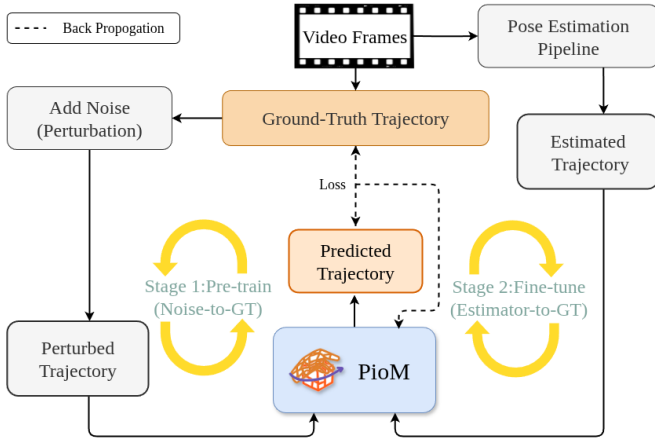 Back Propogation
Video Frames
Pose Estimation
Pipeline
Add Noise
(Perturbation)
Ground-Truth Trajectory
Estimated
Trajectory
Loss
Predicted
Trajectory
Stage 1:Pre-train
(Noise-to-GT)
Stage 2:Fine-tune
(Estimator-to-GT)
Perturbed
Trajectory
PioM